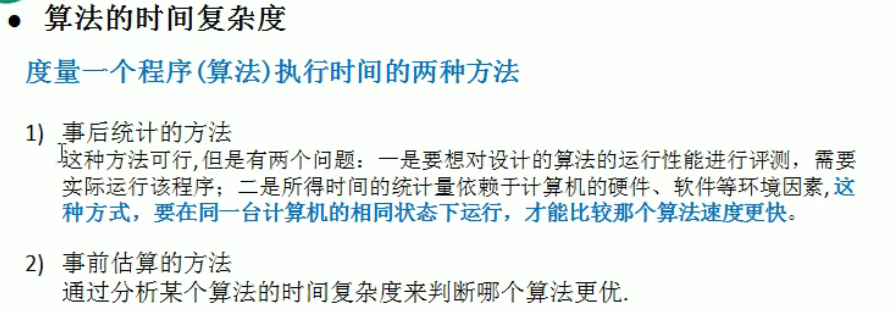 ● 算法的时间复杂度
度量一个程序(算法)执行时间的两种方法
1) 事后统计的方法
这种方法可行,但是有两个问题：一是要想对设计的算法的运行性能进行评测，需要
实际运行该程序；二是所得时间的统计量依赖于计算机的硬件、软件等环境因素,这
种方式，要在同一台计算机的相同状态下运行，才能比较那个算法速度更快。
2) 事前估算的方法
通过分析某个算法的时间复杂度来判断哪个算法更优.